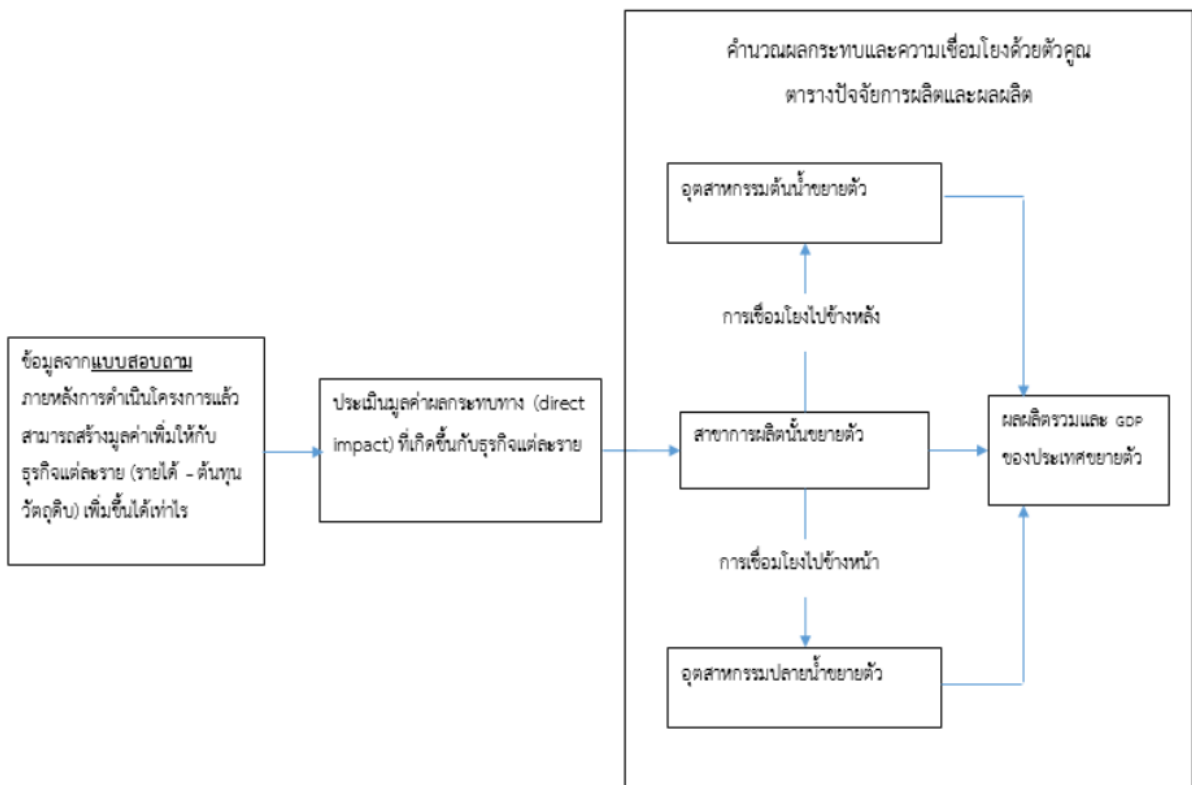 คำนวณผลกระทบและความเชื่อมโยงด้วยตัวคูณ
ตารางปัจจัยการผลิตและผลผลิต
อุตสาหกรรมต้นน้ำขยายตัว
การเชื่อมโยงไปข้างหลัง
ข้อมูลจากแบบสอบถาม
ภายหลังการดำเนินโครงการแล้ว
สามารถสร้างมูลค่าเพิ่มให้กับ
ธุรกิจแต่ละราย (รายได้ – ต้นทุน
วัตถุดิบ) เพิ่มขึ้นได้เท่าไร
ประเมินมูลค่าผลกระทบทาง (direct
impact) ที่เกิดขึ้นกับธุรกิจแต่ละราย
สาขาการผลิตนั้นขยายตัว
ผลผลิตรวมและ GDP
ของประเทศขยายตัว
การเชื่อมโยงไปข้างหน้า
อุตสาหกรรมปลายน้ำขยายตัว